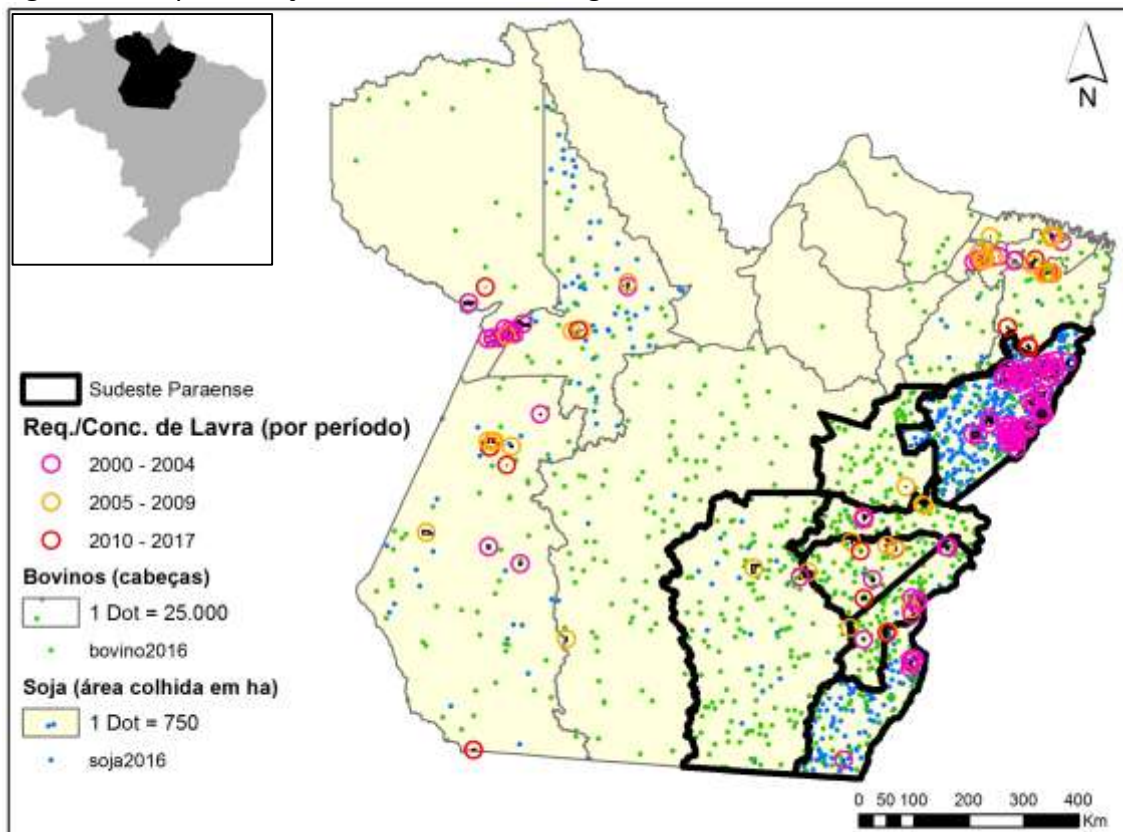 N
Sudeste Paraense
Req./Conc. de Lavra (por período)
2000 - 2004
2005 - 2009
2010 - 2017
Bovinos (cabeças)
1 Dot = 25.000
bovino2016
Soja (área colhida em ha)
1 Dot = 750
soja2016
0 50 100 200 300 400
Km